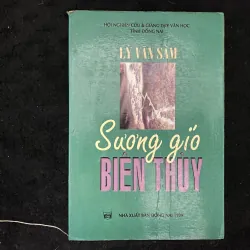 HỘI NGHIÊN CỨU & GIẢNG DẠY VĂN HỌC
TỈNH ĐỒNG NAI
LÝ VĂN SÂM
Sương gió
BIÊN THÙY
NHÀ XUẤT BẢN ĐỒNG NAI